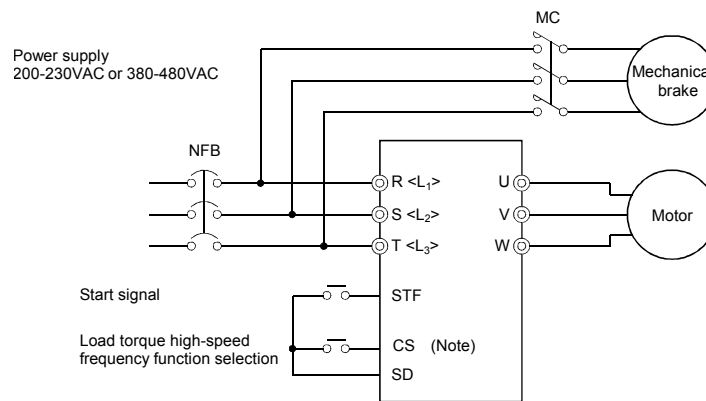 MC
Power supply
200-230VAC or 380-480VAC
Mechanical
brake
NFB
R <L₁>
U
S <L₂>
V
Motor
T <L₃>
W
Start signal
STF
Load torque high-speed
frequency function selection
CS (Note)
SD